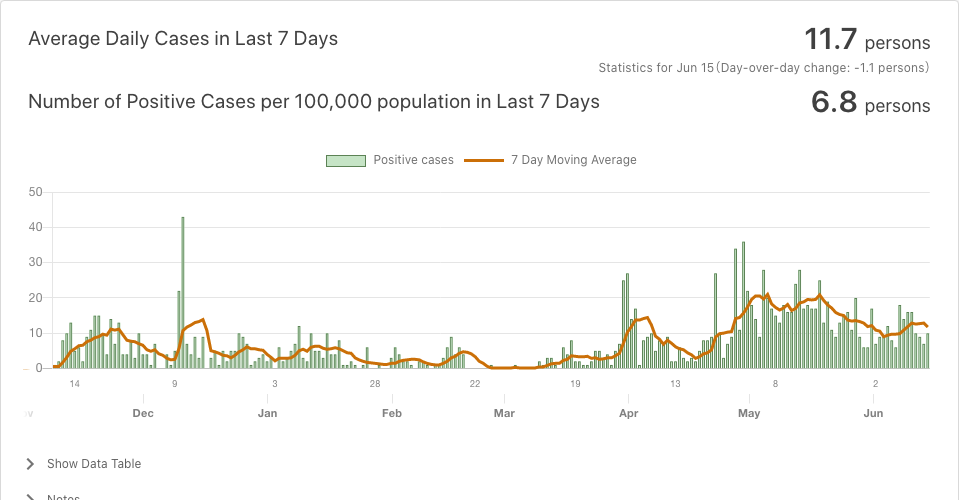 Average Daily Cases in Last 7 Days
11.7 persons
Statistics for Jun 15(Day-over-day change: -1.1 persons)
Number of Positive Cases per 100,000 population in Last 7 Days
6.8 persons
Positive cases 7 Day Moving Average
50
40
30
20
10
0
14 9 3 28 22 19 13 8 2
Dec Jan Feb Mar Apr May Jun
Show Data Table
Notes